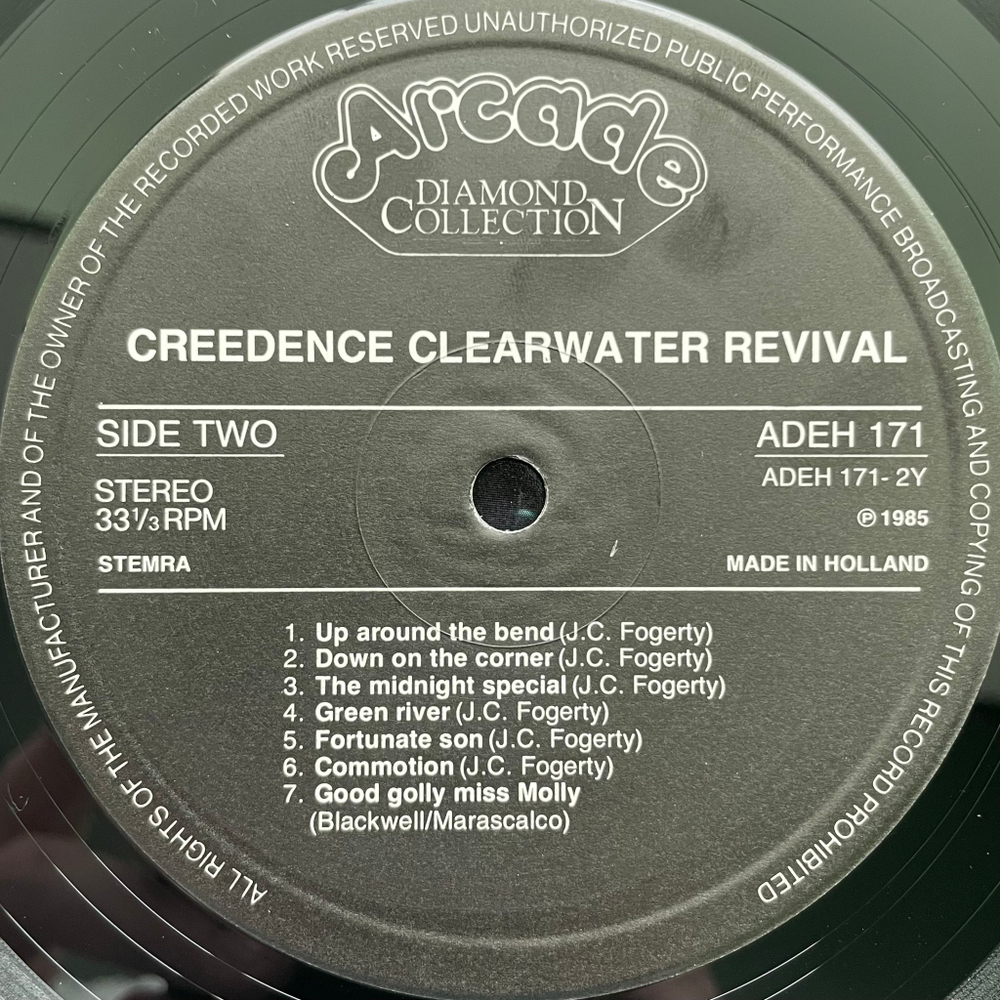 ALL RIGHTS OF THE MANUFACTURER AND OF THE OWNER OF THE RECORDED WORK RESERVED UNAUTHORIZED PUBLIC PERFORMANCE BROADCASTING AND COPYING OF THIS RECORD PROHIBITED
Arcade
DIAMOND
COLLECTION
CREEDENCE CLEARWATER REVIVAL
SIDE TWO
ADEH 171
STEREO
ADEH 171-2Y
33⅓ RPM
℗ 1985
STEMRA
MADE IN HOLLAND
1. Up around the bend (J.C. Fogerty)
2. Down on the corner (J.C. Fogerty)
3. The midnight special (J.C. Fogerty)
4. Green river (J.C. Fogerty)
5. Fortunate son (J.C. Fogerty)
6. Commotion (J.C. Fogerty)
7. Good golly miss Molly
(Blackwell/Marascalco)